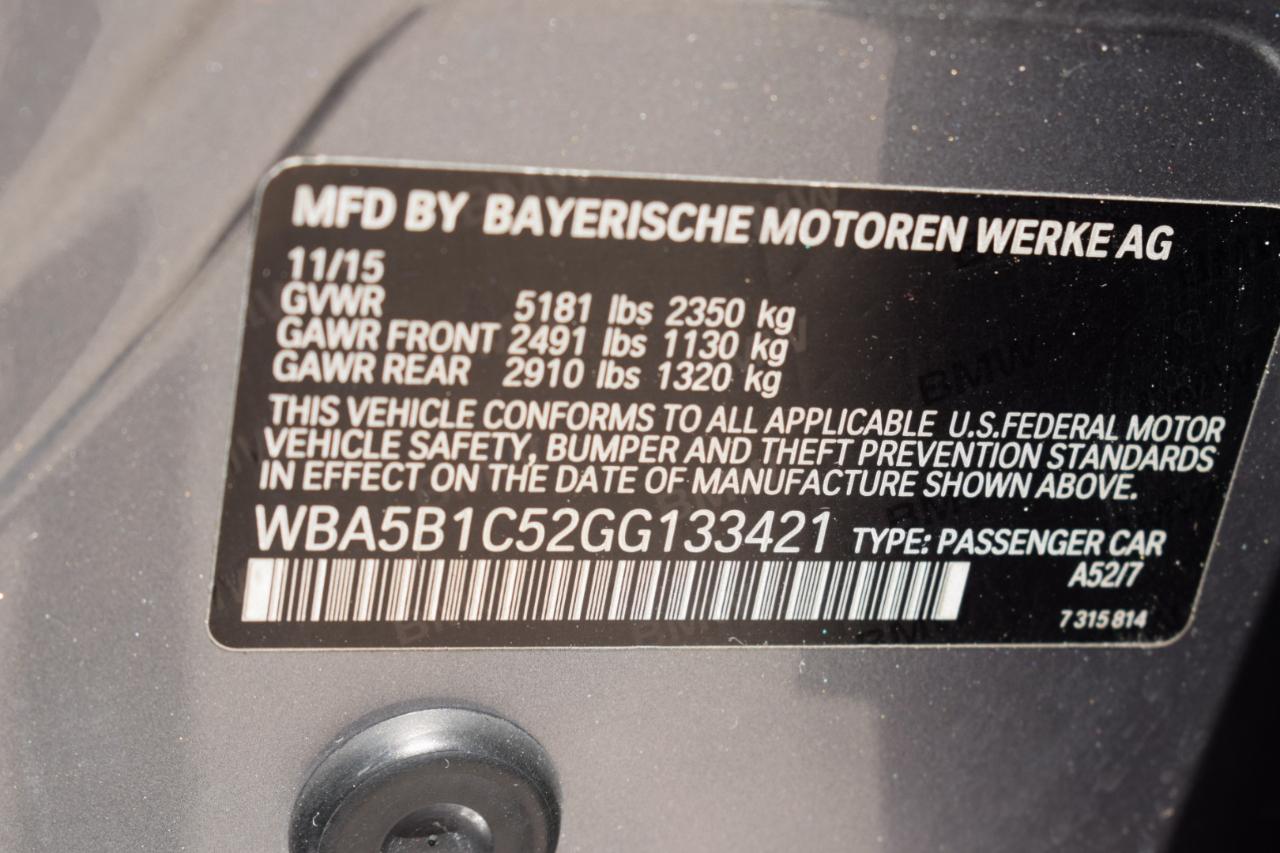 MFD BY BAYERISCHE MOTOREN WERKE AG
11/15
GVWR 5181 lbs 2350 kg
GAWR FRONT 2491 lbs 1130 kg
GAWR REAR 2910 lbs 1320 kg
THIS VEHICLE CONFORMS TO ALL APPLICABLE U.S.FEDERAL MOTOR
VEHICLE SAFETY, BUMPER AND THEFT PREVENTION STANDARDS
IN EFFECT ON THE DATE OF MANUFACTURE SHOWN ABOVE.
WBA5B1C52GG133421 TYPE: PASSENGER CAR
A52/7
7 315 814